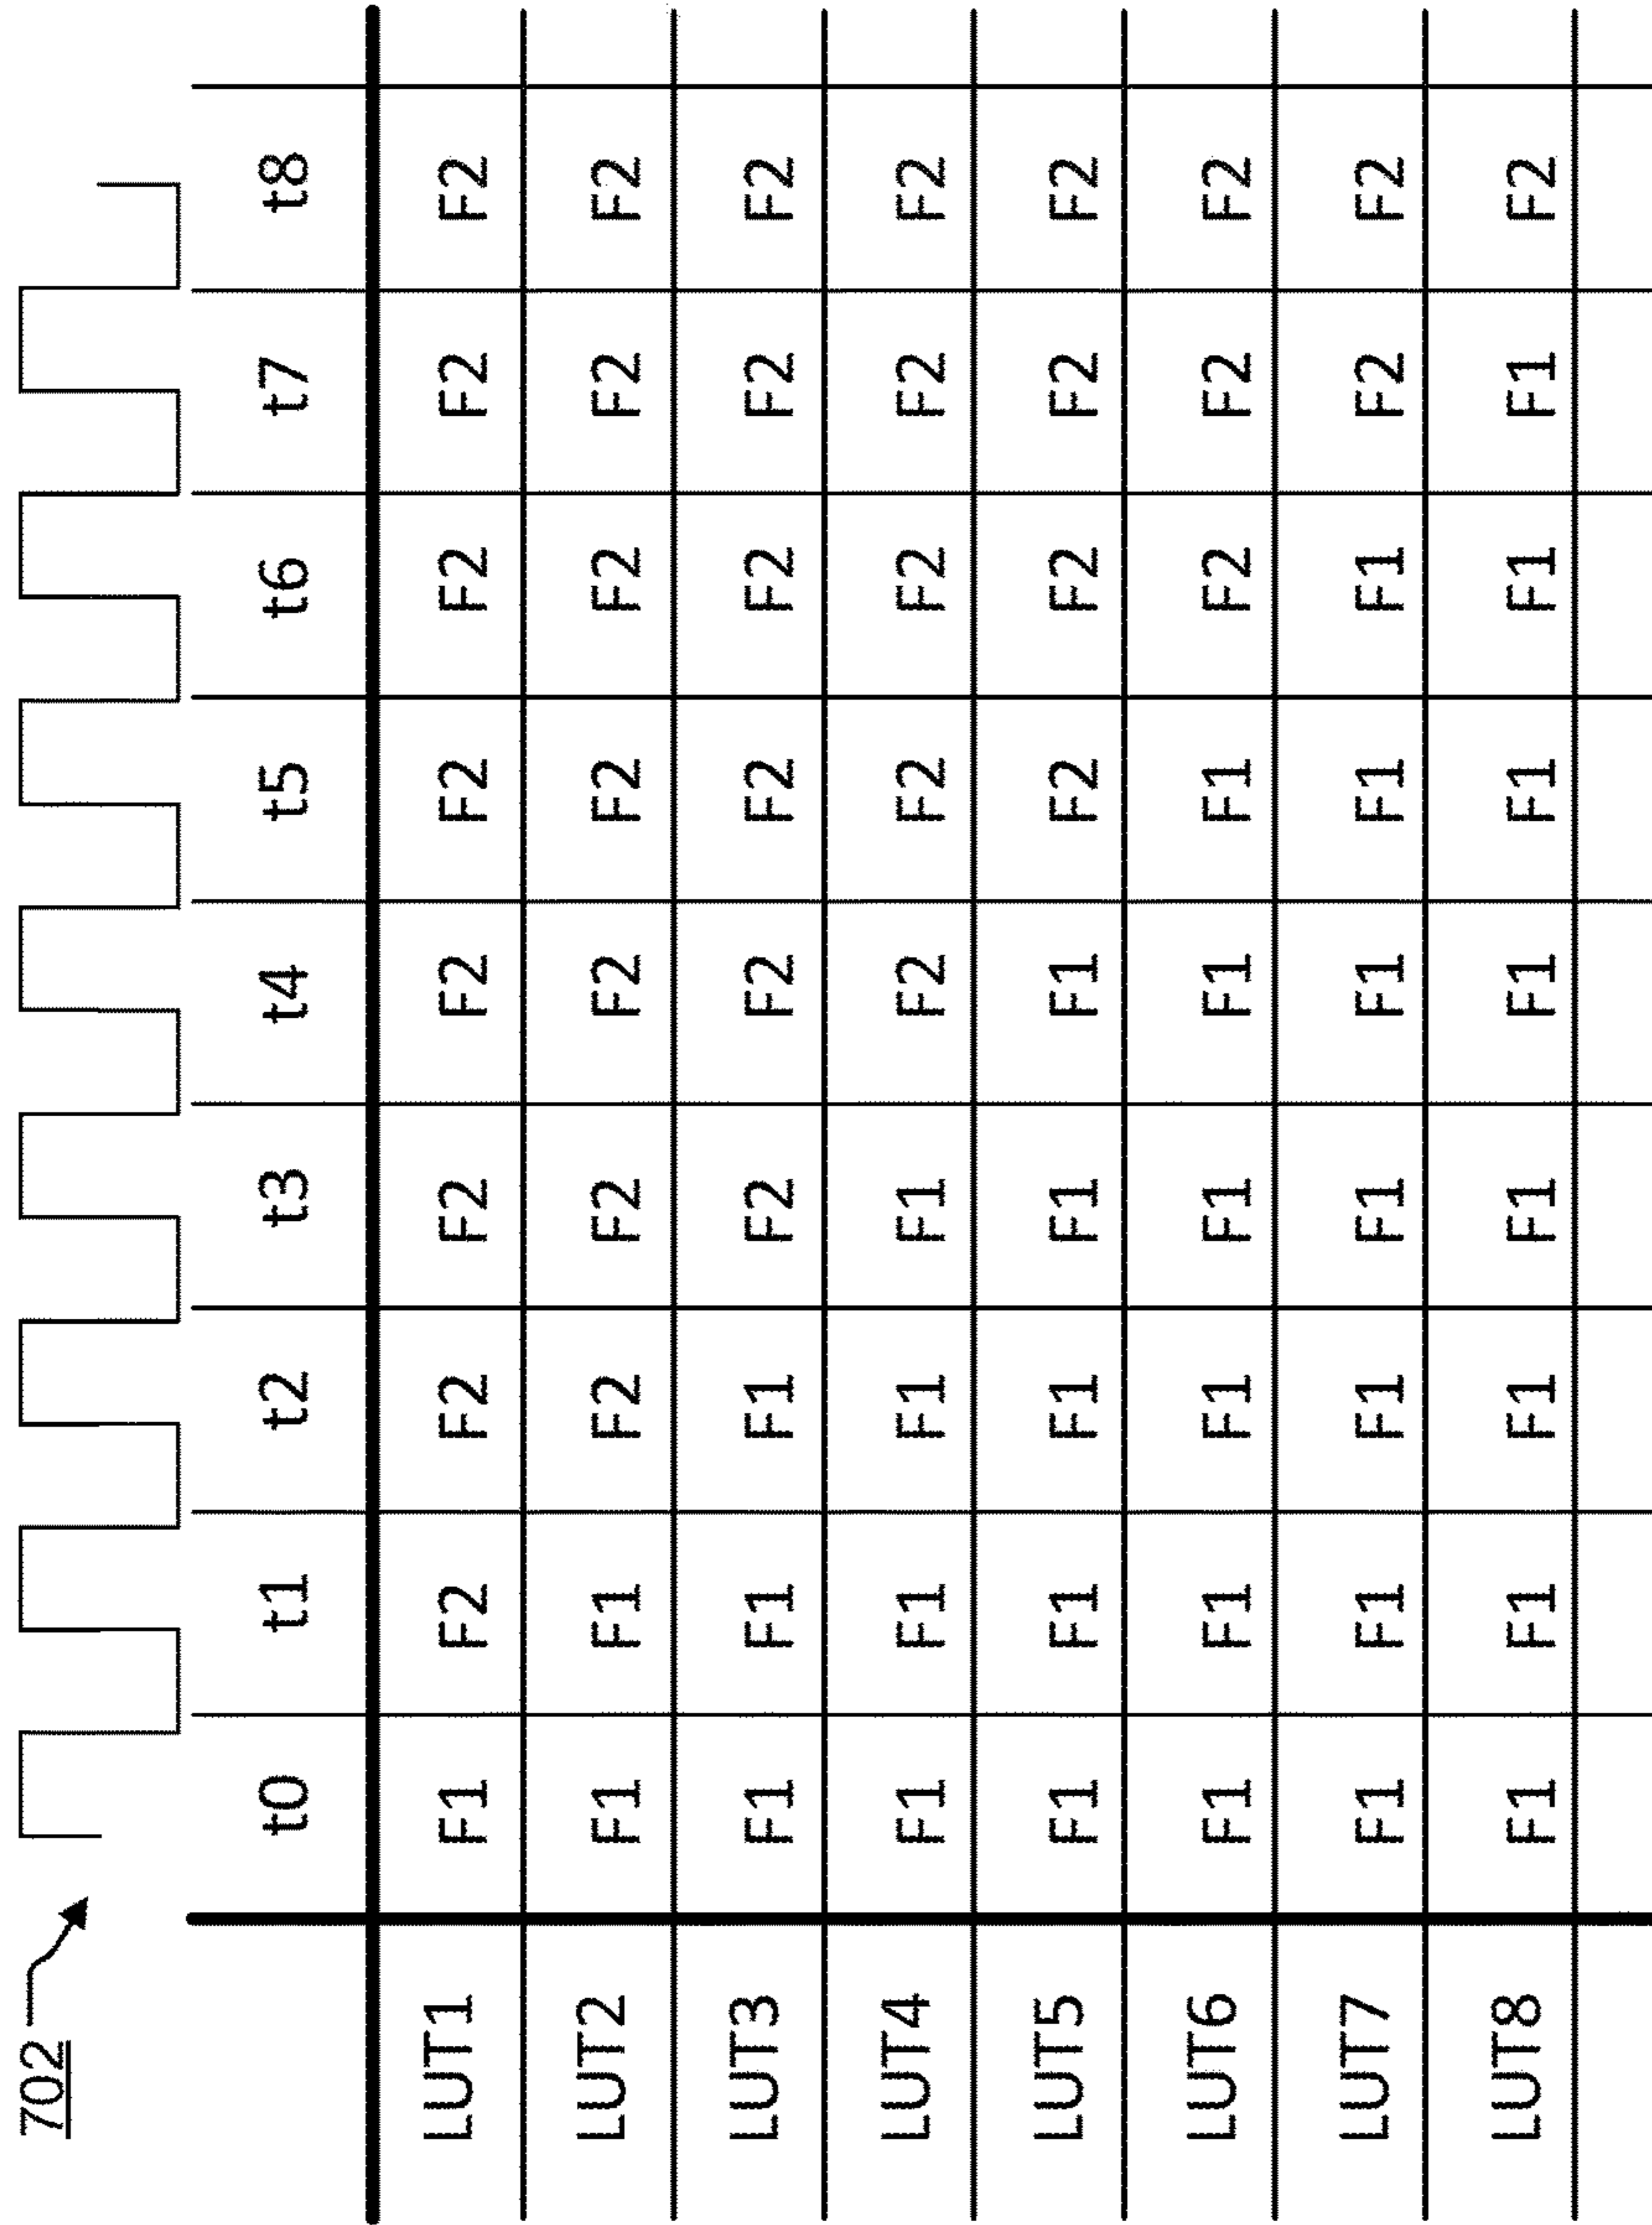 702
t0 t1 t2 t3 t4 t5 t6 t7 t8
LUT1 F1 F2 F2 F2 F2 F2 F2 F2 F2
LUT2 F1 F1 F2 F2 F2 F2 F2 F2 F2
LUT3 F1 F1 F1 F2 F2 F2 F2 F2 F2
LUT4 F1 F1 F1 F1 F2 F2 F2 F2 F2
LUT5 F1 F1 F1 F1 F1 F2 F2 F2 F2
LUT6 F1 F1 F1 F1 F1 F1 F2 F2 F2
LUT7 F1 F1 F1 F1 F1 F1 F1 F2 F2
LUT8 F1 F1 F1 F1 F1 F1 F1 F1 F2